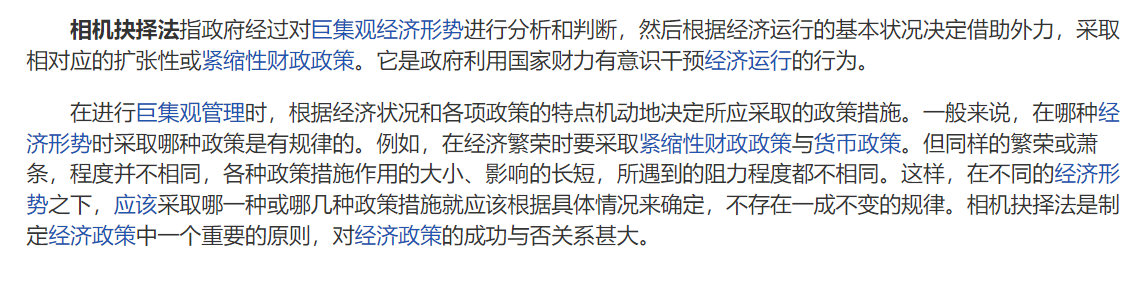 相机抉择法指政府经过对巨集观经济形势进行分析和判断，然后根据经济运行的基本状况决定借助外力，采取
相对应的扩张性或紧缩性财政政策。它是政府利用国家财力有意识干预经济运行的行为。
在进行巨集观管理时，根据经济状况和各项政策的特点机动地决定所应采取的政策措施。一般来说，在哪种经
济形势时采取哪种政策是有规律的。例如，在经济繁荣时要采取紧缩性财政政策与货币政策。但同样的繁荣或萧
条，程度并不相同，各种政策措施作用的大小、影响的长短，所遇到的阻力程度都不相同。这样，在不同的经济形
势之下，应该采取哪一种或哪几种政策措施就应该根据具体情况来确定，不存在一成不变的规律。相机抉择法是制
定经济政策中一个重要的原则，对经济政策的成功与否关系甚大。